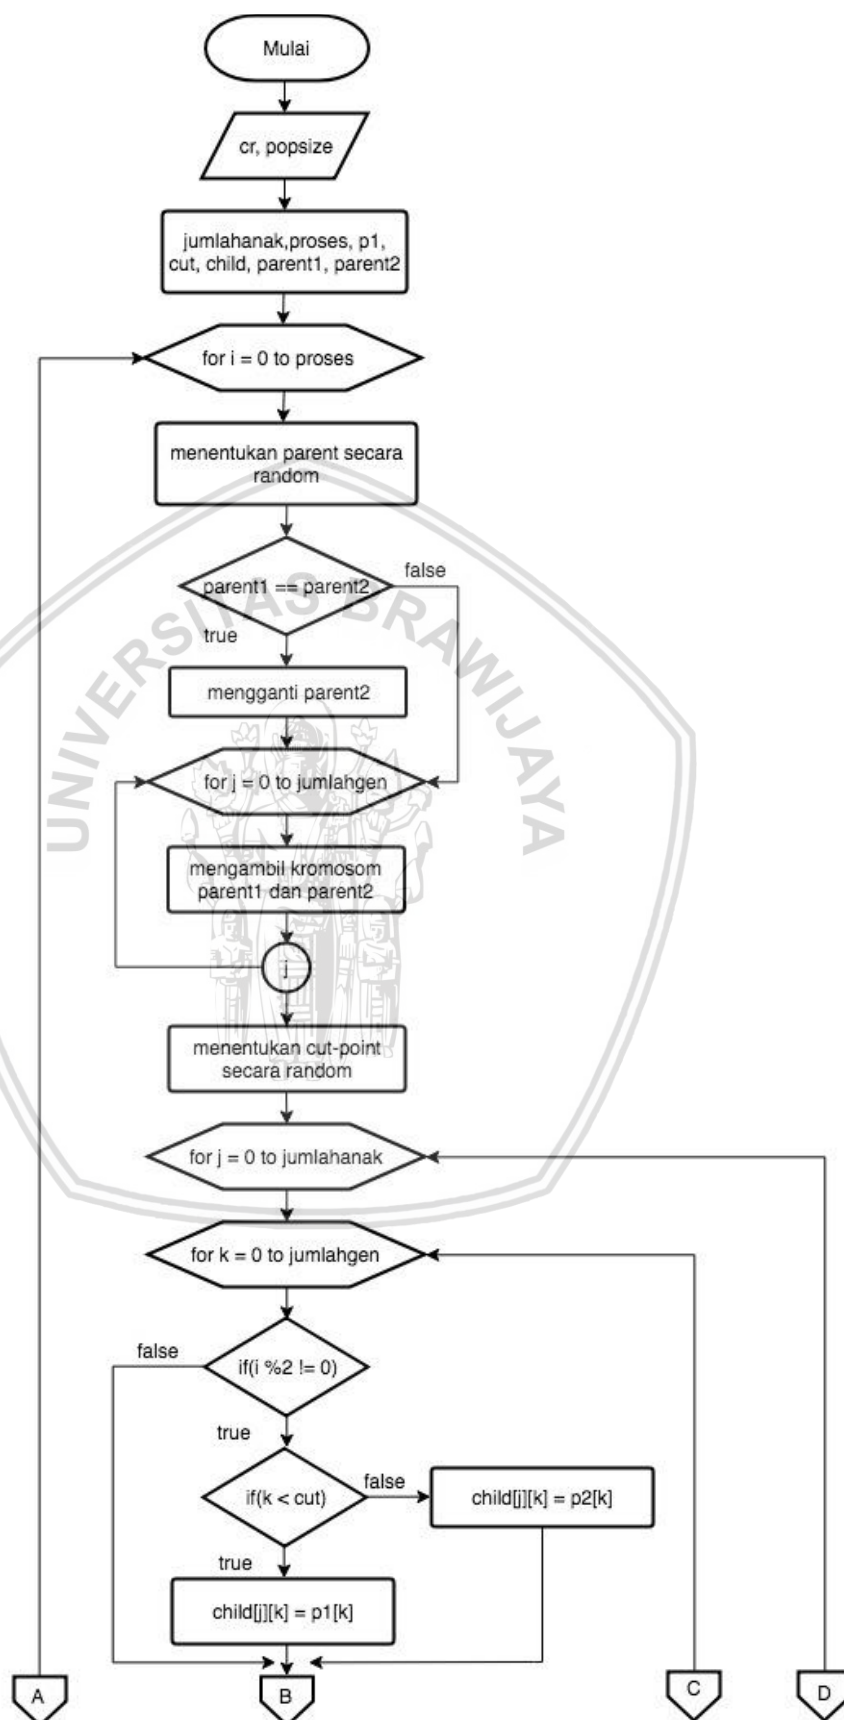 Mulai
cr, popsize
jumlahanak,proses, p1,
cut, child, parent1, parent2
for i = 0 to proses
menentukan parent secara
random
parent1 == parent2
false
true
mengganti parent2
for j = 0 to jumlahgen
mengambil kromosom
parent1 dan parent2
j
menentukan cut-point
secara random
for j = 0 to jumlahanak
for k = 0 to jumlahgen
false
if(i %2 != 0)
true
if(k < cut)
false
child[j][k] = p2[k]
true
child[j][k] = p1[k]
A
B
C
D
UNIVERSITAS BRAWIJAYA